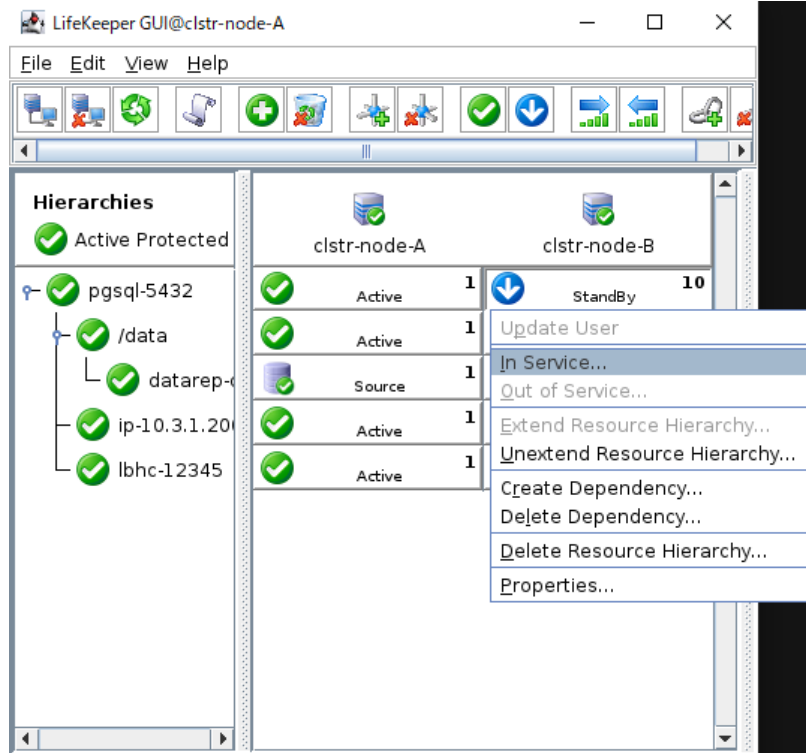 LifeKeeper GUI@clstr-node-A
File Edit View Help
Hierarchies
Active Protected
clstr-node-A
clstr-node-B
pgsql-5432
Active 1
StandBy 10
/data
Active 1
datarep-
Source 1
ip-10.3.1.20
Active 1
lbhc-12345
Active 1
Update User
In Service...
Out of Service...
Extend Resource Hierarchy...
Unextend Resource Hierarchy...
Create Dependency...
Delete Dependency...
Delete Resource Hierarchy...
Properties...